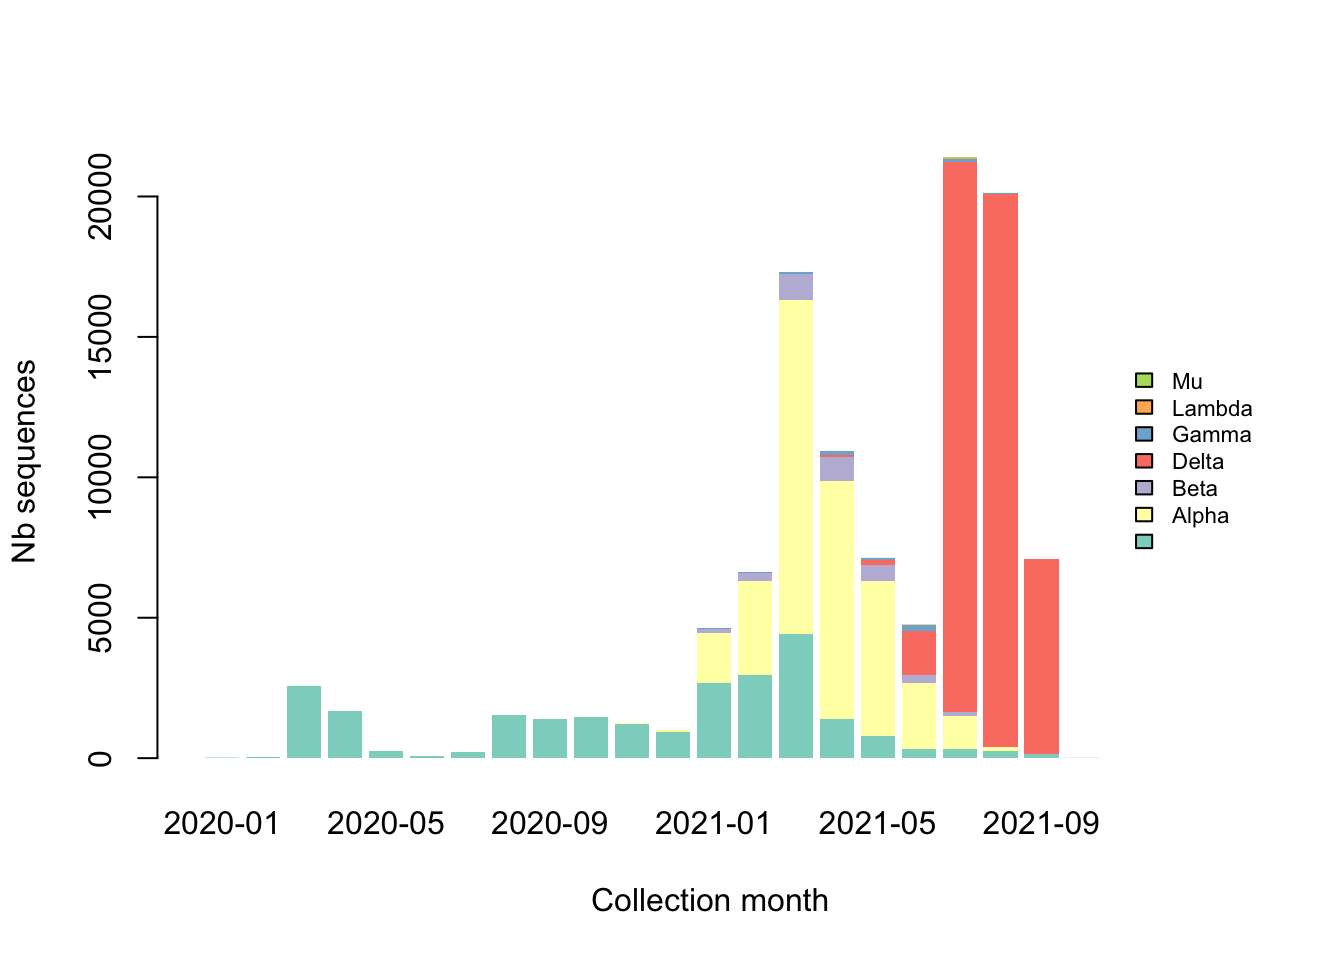 Nb sequences
20000
15000
10000
5000
0
2020-01 2020-05 2020-09 2021-01 2021-05 2021-09
Collection month
Mu
Lambda
Gamma
Delta
Beta
Alpha